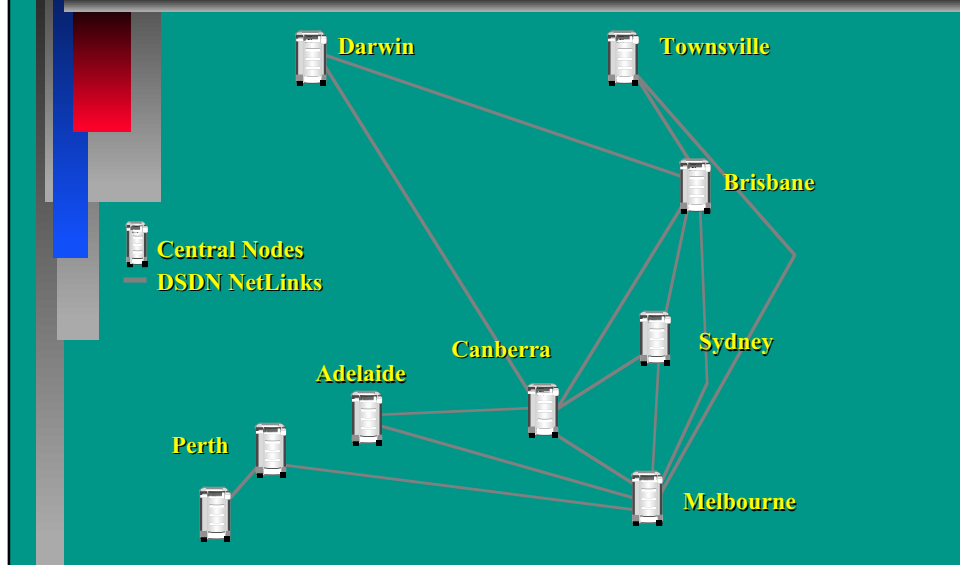 Darwin
Townsville
Brisbane
Central Nodes
DSDN NetLinks
Sydney
Canberra
Adelaide
Perth
Melbourne